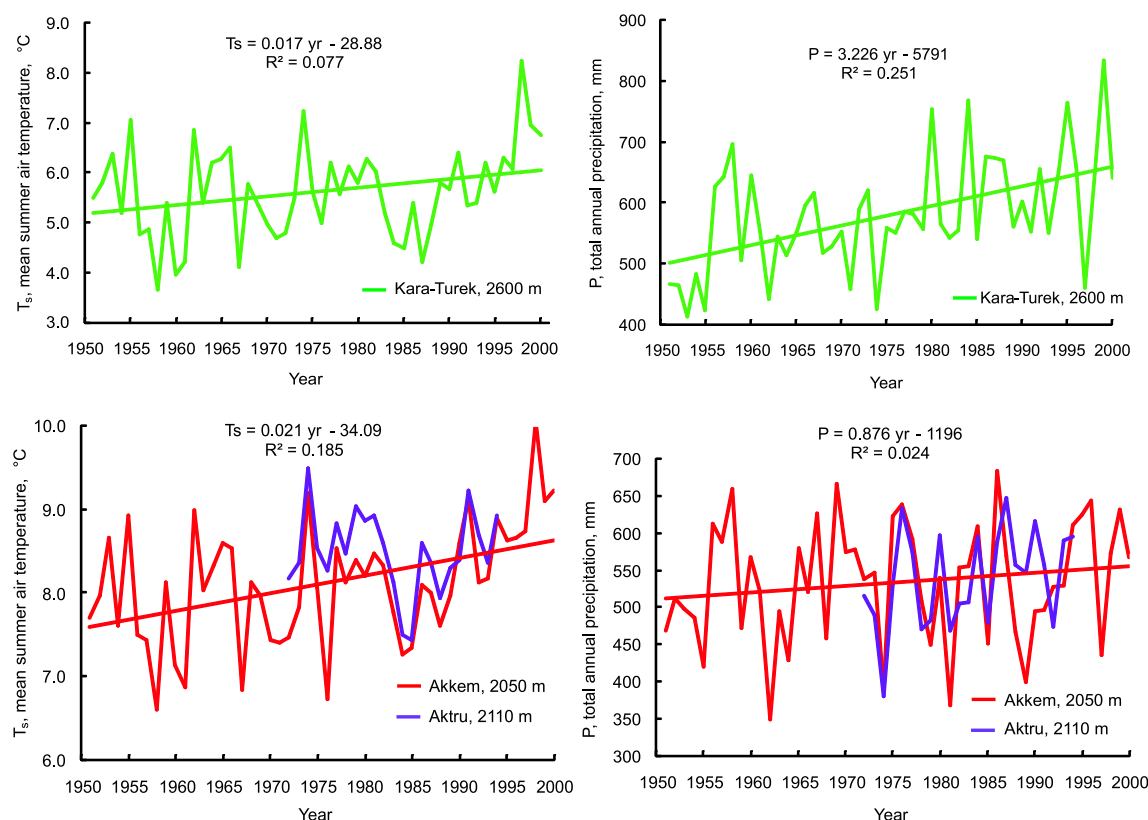 9.0
8.0
7.0
6.0
5.0
4.0
3.0
Ts, mean summer air temperature, °C
Ts = 0.017 yr - 28.88
R² = 0.077
Kara-Turek, 2600 m
1950 1955 1960 1965 1970 1975 1980 1985 1990 1995 2000
Year
900
800
700
600
500
400
P, total annual precipitation, mm
P = 3.226 yr - 5791
R² = 0.251
Kara-Turek, 2600 m
1950 1955 1960 1965 1970 1975 1980 1985 1990 1995 2000
Year
10.0
9.0
8.0
7.0
6.0
Ts, mean summer air temperature, °C
Ts = 0.021 yr - 34.09
R² = 0.185
Akkem, 2050 m
Aktru, 2110 m
1950 1955 1960 1965 1970 1975 1980 1985 1990 1995 2000
Year
700
650
600
550
500
450
400
350
300
P, total annual precipitation, mm
P = 0.876 yr - 1196
R² = 0.024
Akkem, 2050 m
Aktru, 2110 m
1950 1955 1960 1965 1970 1975 1980 1985 1990 1995 2000
Year